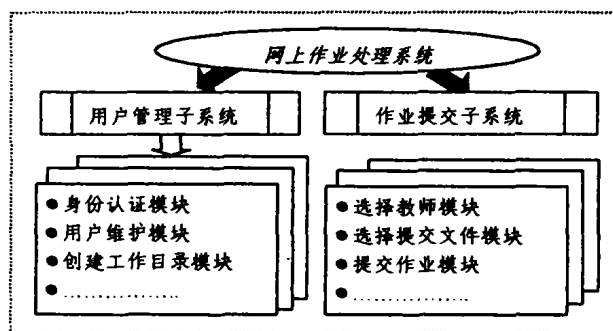 网上作业处理系统
用户管理子系统
作业提交子系统
●身份认证模块
●用户维护模块
●创建工作目录模块
●..................
●选择教师模块
●选择提交文件模块
●提交作业模块
●..................